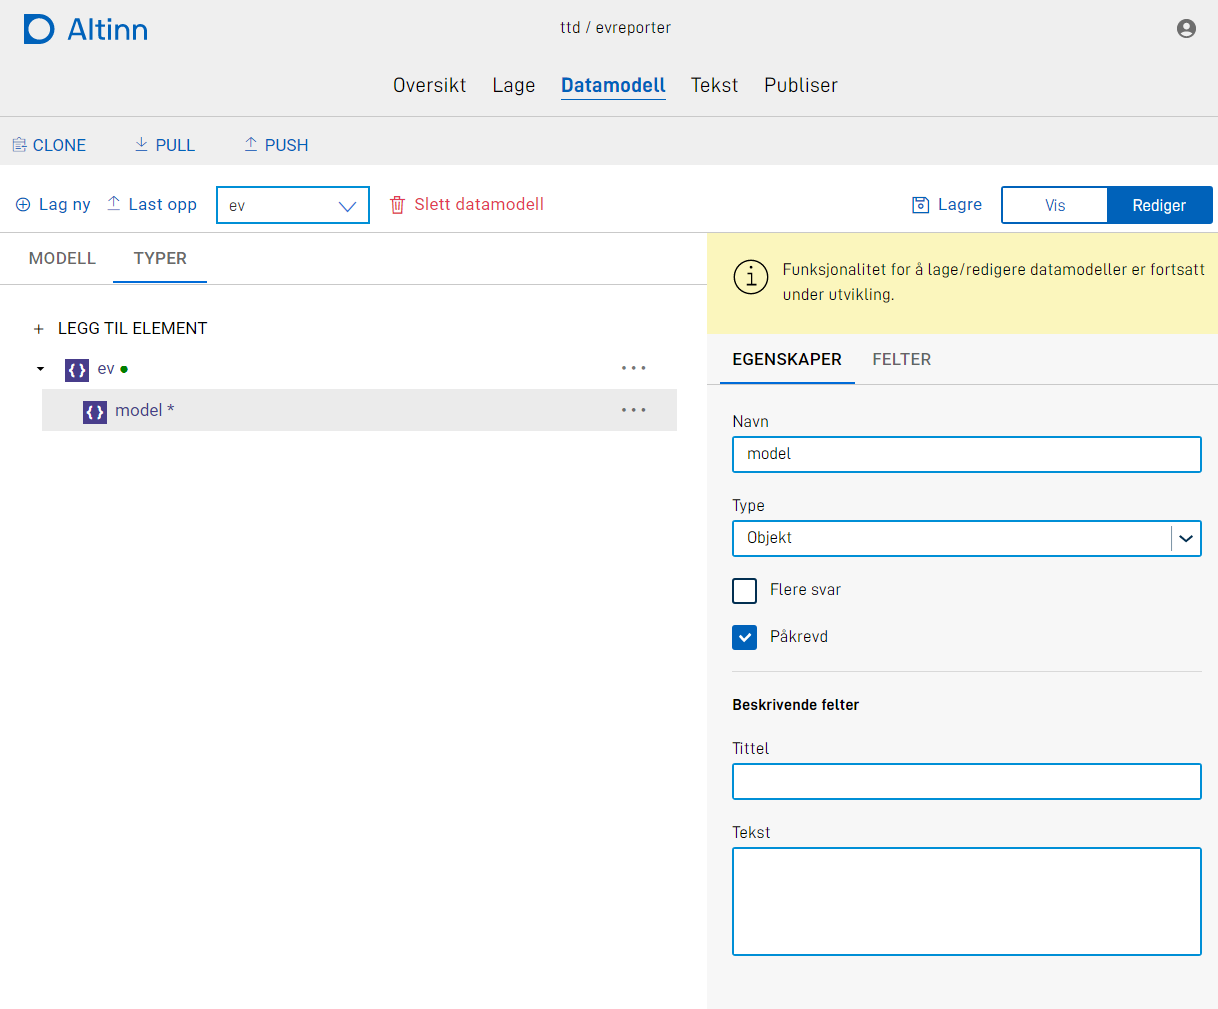 Altinn
ttd / evreporter
Oversikt Lage Datamodell Tekst Publiser
CLONE PULL PUSH
Lag ny Last opp ev Slett datamodell Lagre Vis Rediger
MODELL TYPER
Funksjonalitet for å lage/redigere datamodeller er fortsatt
under utvikling.
+ LEGG TIL ELEMENT
{} ev
{} model *
EGENSKAPER FELTER
Navn
model
Type
Objekt
Flere svar
Påkrevd
Beskrivende felter
Tittel
Tekst